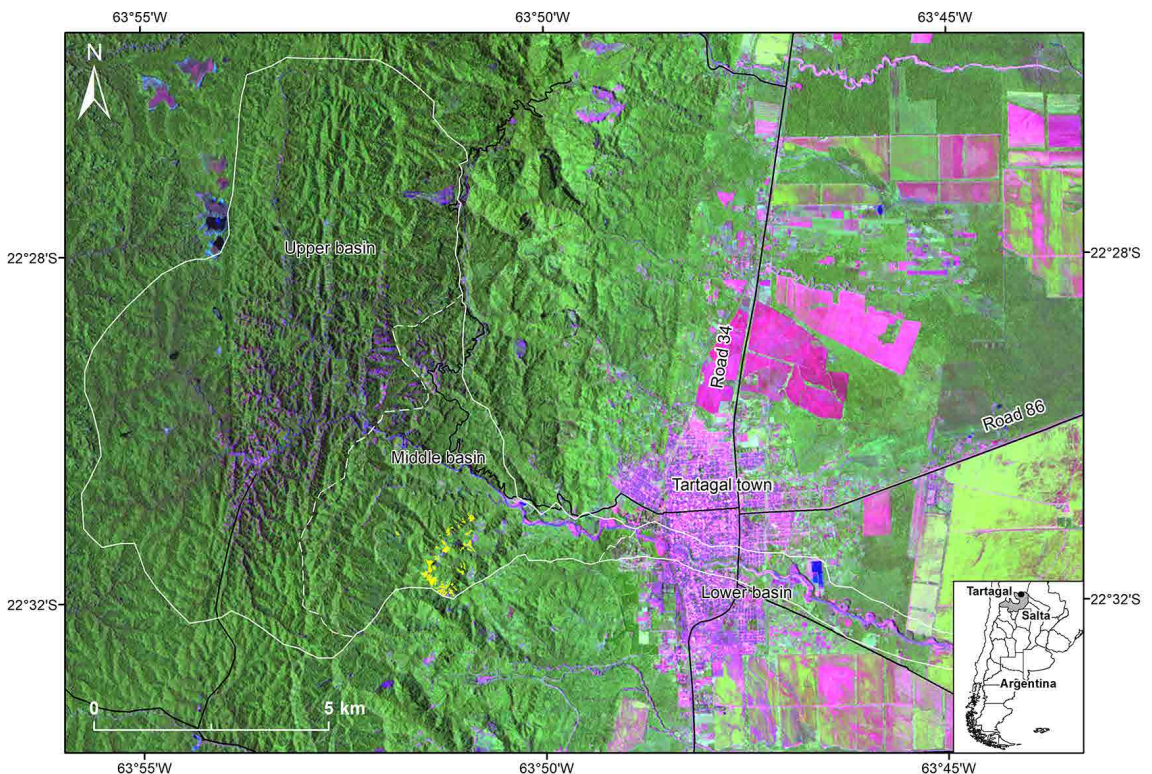 63°55'W 63°50'W 63°45'W
N
Upper basin
22°28'S 22°28'S
Road 34
Road 86
Middle basin
Tartagal town
Lower basin
22°32'S 22°32'S
Tartagal
Salta
Argentina
0 5 km
63°55'W 63°50'W 63°45'W